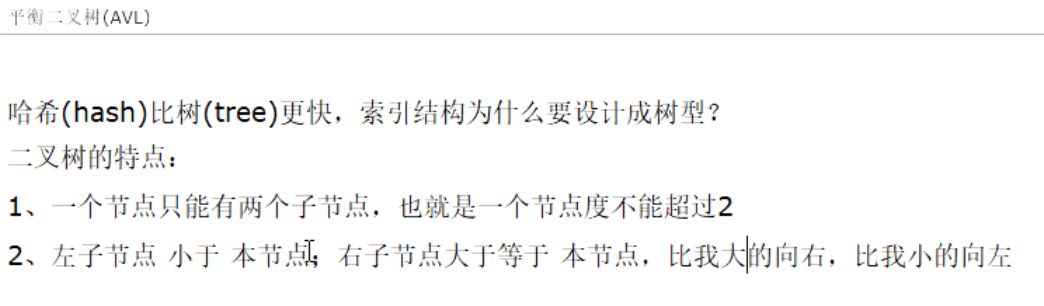 平衡二叉树(AVL)
哈希(hash)比树(tree)更快，索引结构为什么要设计成树型？
二叉树的特点：
1、一个节点只能有两个子节点，也就是一个节点度不能超过2
2、左子节点 小于 本节点；右子节点大于等于 本节点，比我大的向右，比我小的向左